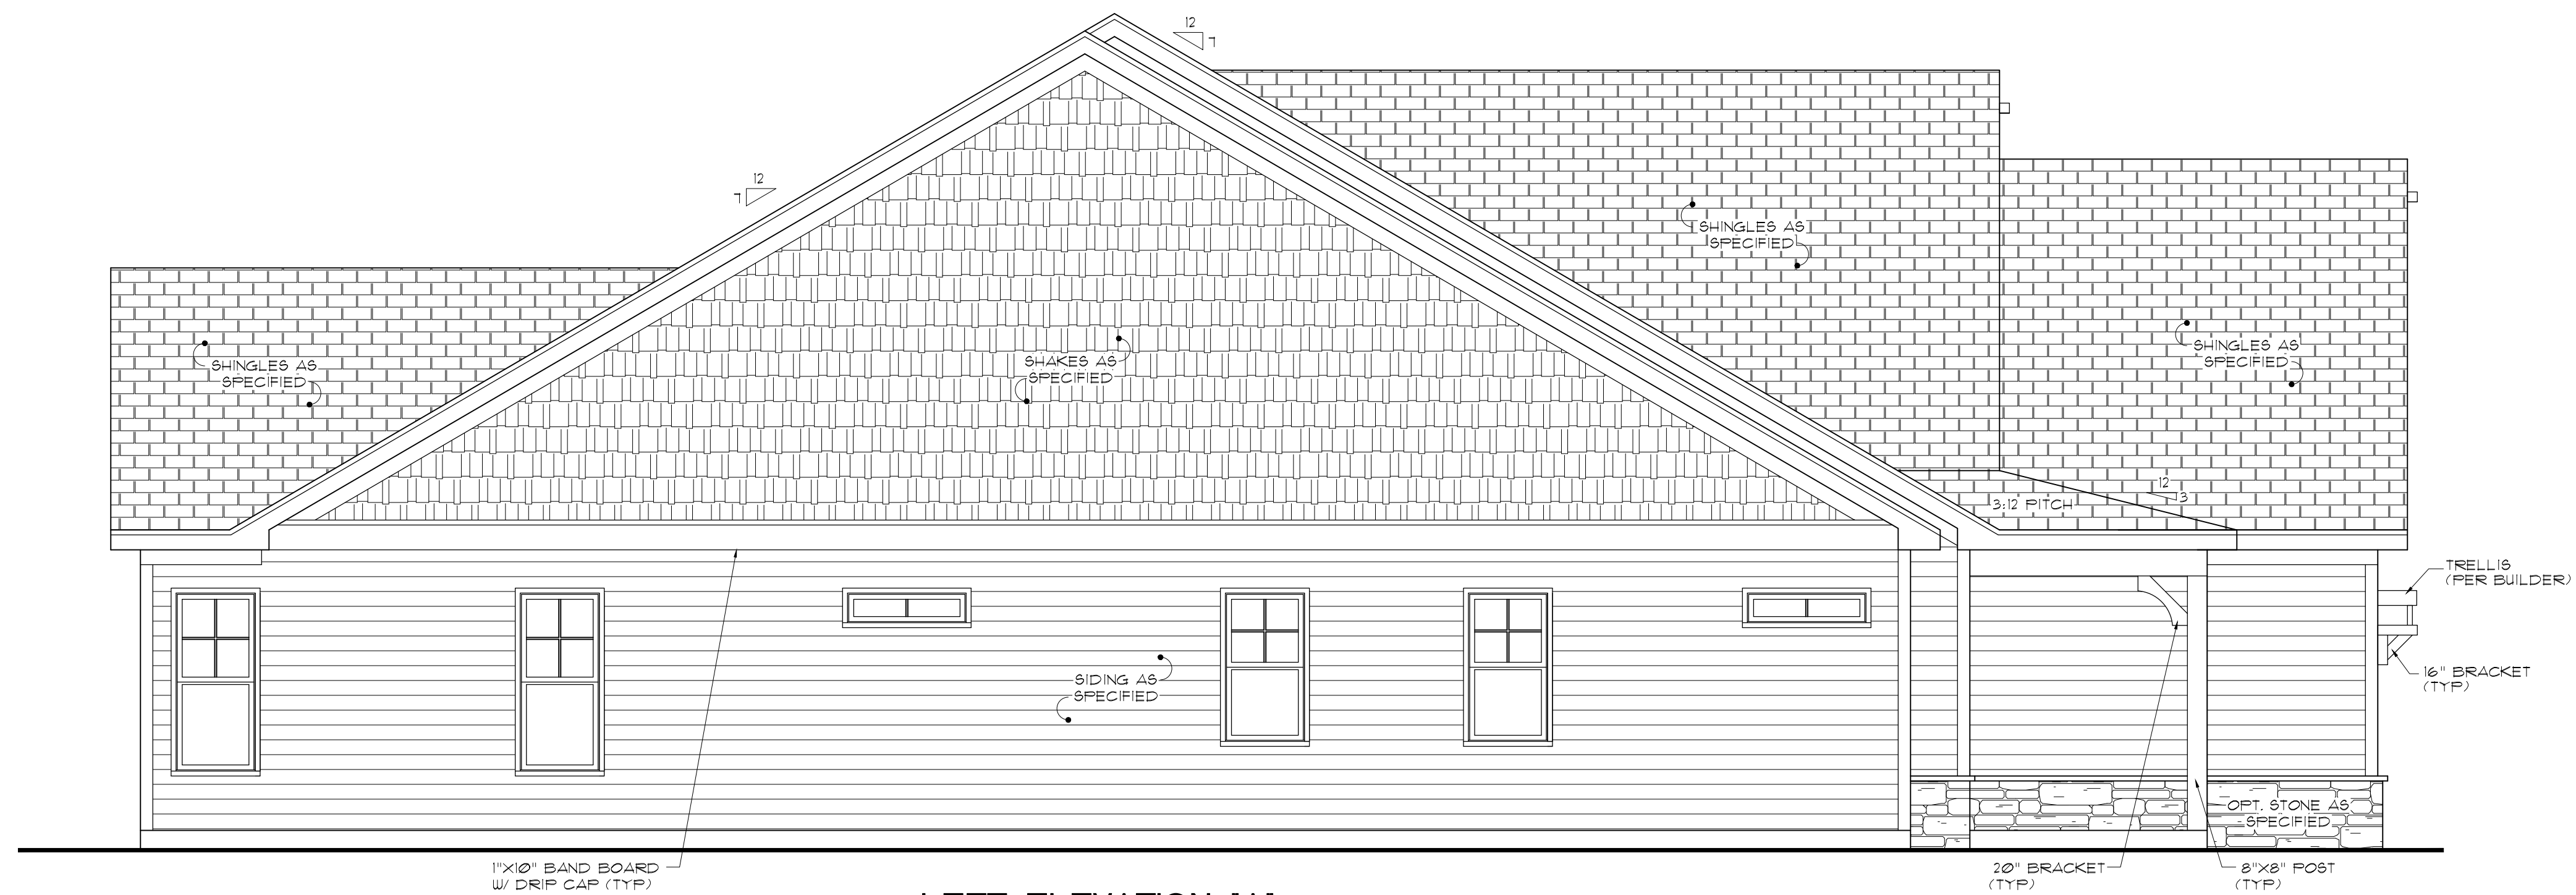 12
7
12
7
SHINGLES AS
SPECIFIED
SHINGLES AS
SPECIFIED
SHAKES AS
SPECIFIED
SHINGLES AS
SPECIFIED
12
3
3:12 PITCH
TRELLIS
(PER BUILDER)
16" BRACKET
(TYP)
SIDING AS
SPECIFIED
OPT. STONE AS
SPECIFIED
1"X10" BAND BOARD
W/ DRIP CAP (TYP)
20" BRACKET
(TYP)
8"X8" POST
(TYP)